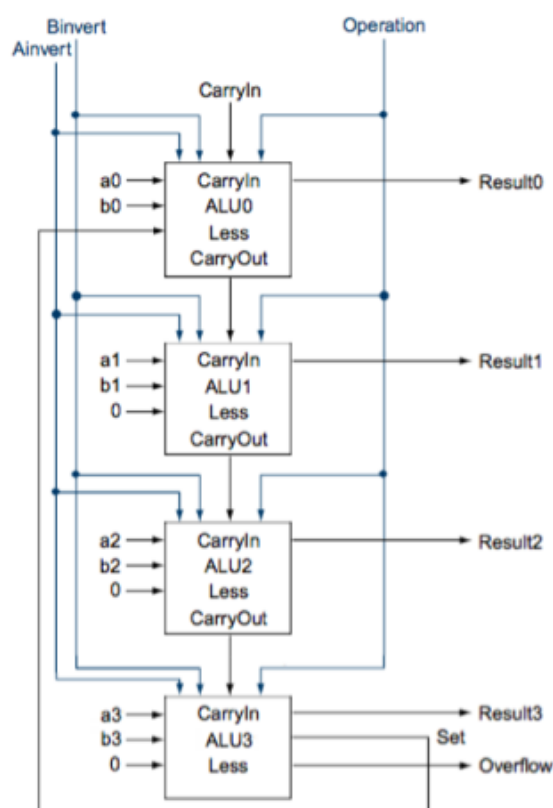 Binvert
Operation
Ainvert
CarryIn
a0
CarryIn
Result0
b0
ALU0
Less
CarryOut
a1
CarryIn
Result1
b1
ALU1
0
Less
CarryOut
a2
CarryIn
Result2
b2
ALU2
0
Less
CarryOut
a3
CarryIn
Result3
b3
ALU3
Set
0
Less
Overflow